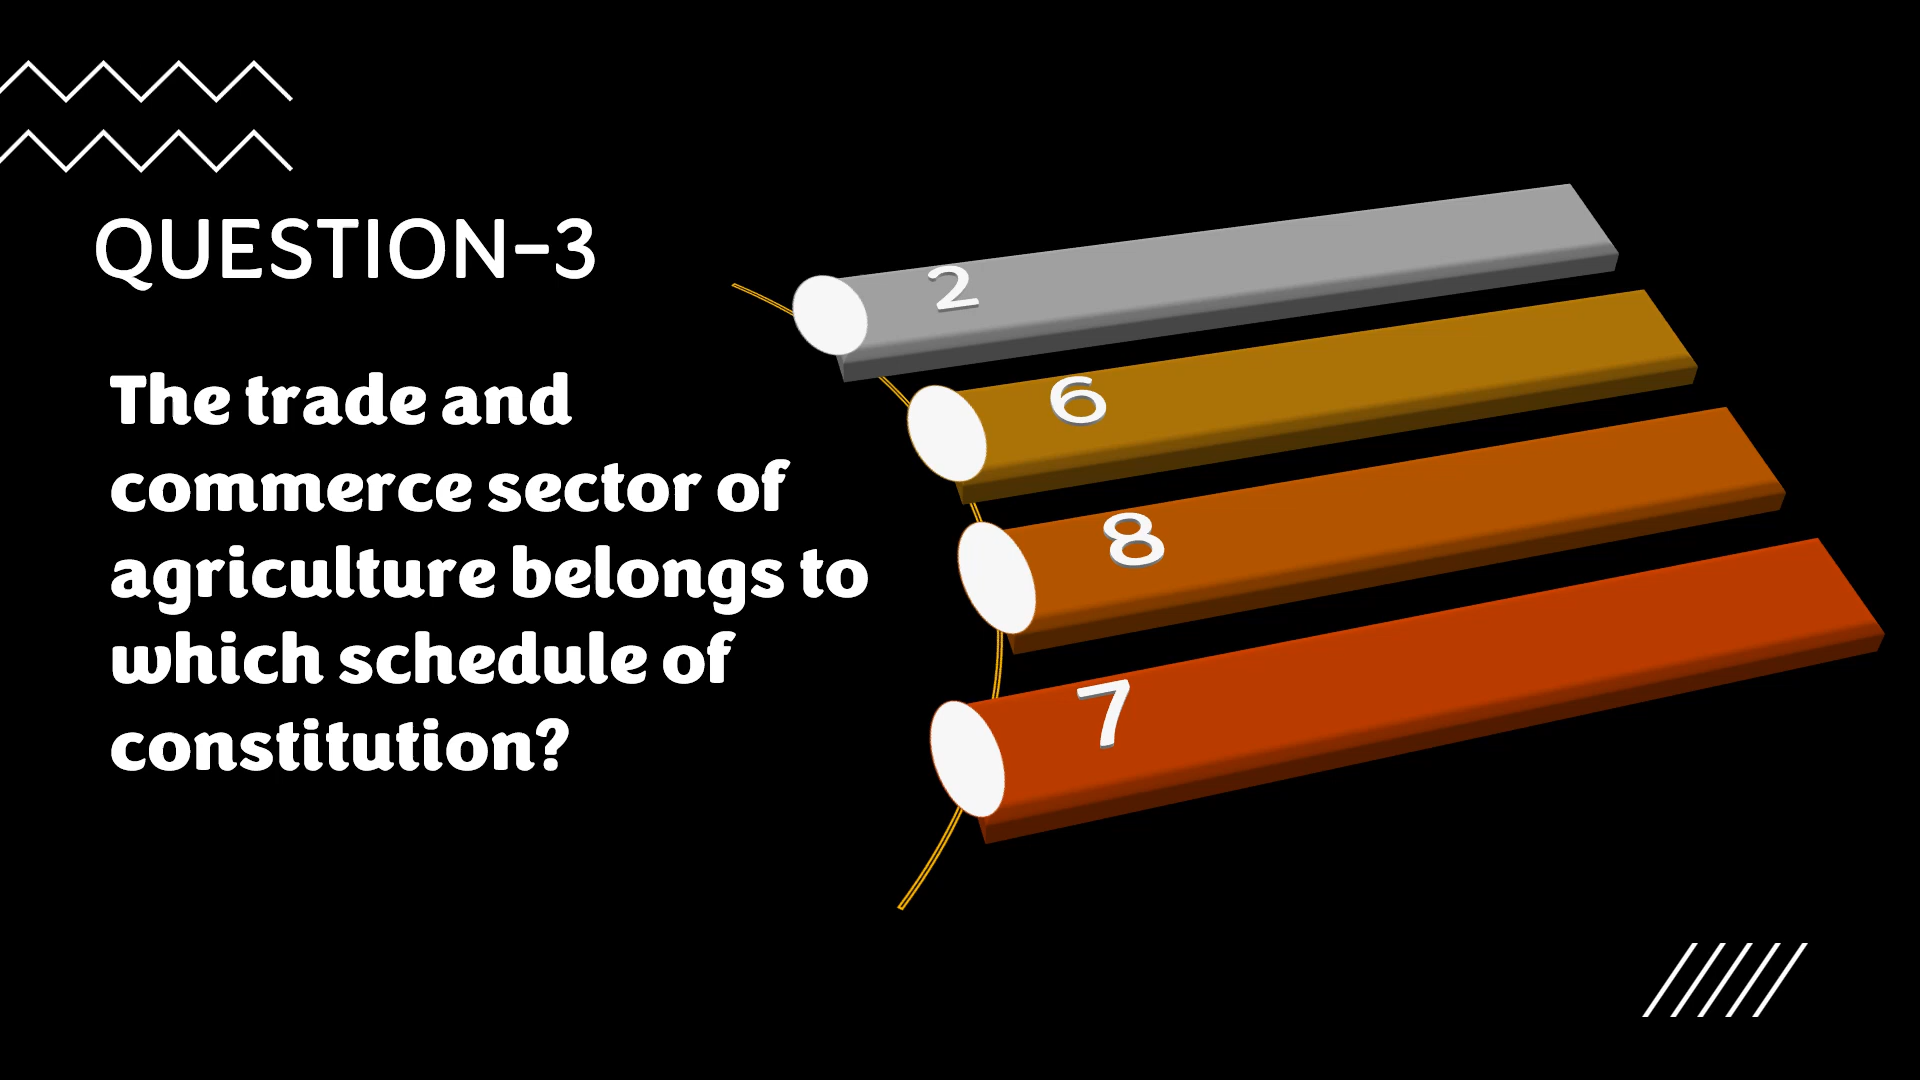 QUESTION-3
The trade and
commerce sector of
agriculture belongs to
which schedule of
constitution?
2
6
8
7